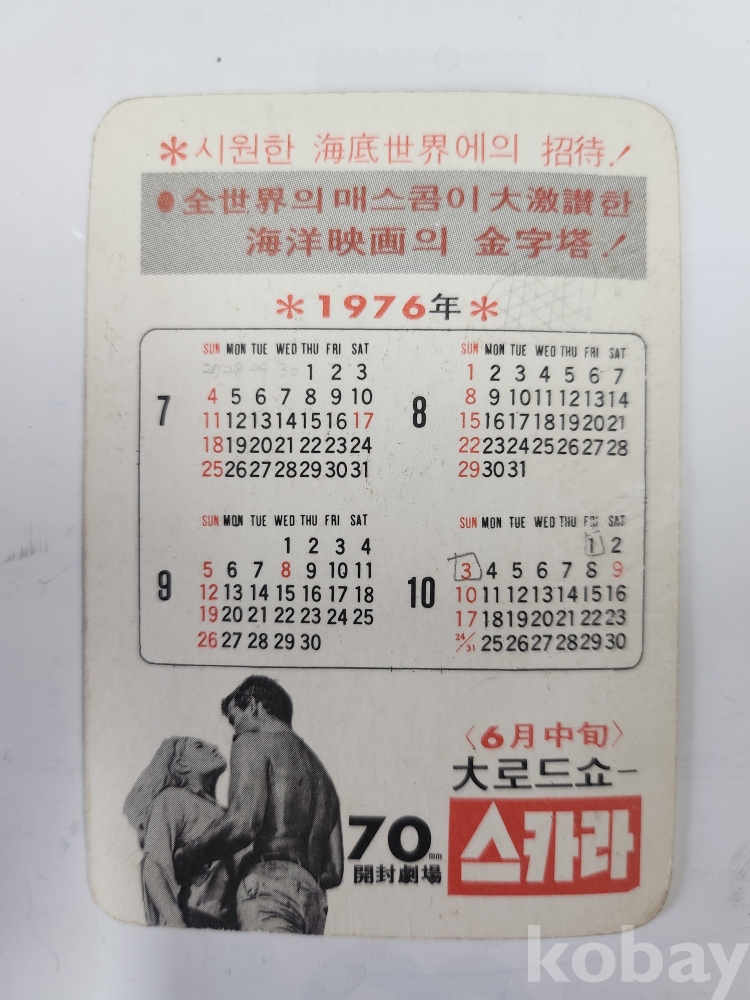 *시원한 海底世界에의 招待!
●全世界의매스콤이大激讃한
海洋映画의 金字塔!
*1976年*
7
SUN MON TUE WED THU FRI SAT
1 2 3
4 5 6 7 8 9 10
11 12 13 14 15 16 17
18 19 20 21 22 23 24
25 26 27 28 29 30 31
8
SUN MON TUE WED THU FRI SAT
1 2 3 4 5 6 7
8 9 10 11 12 13 14
15 16 17 18 19 20 21
22 23 24 25 26 27 28
29 30 31
9
SUN MON TUE WED THU FRI SAT
1 2 3 4
5 6 7 8 9 10 11
12 13 14 15 16 17 18
19 20 21 22 23 24 25
26 27 28 29 30
10
SUN MON TUE WED THU FRI SAT
1 2
3 4 5 6 7 8 9
10 11 12 13 14 15 16
17 18 19 20 21 22 23
24/31 25 26 27 28 29 30
〈6月中旬〉
大로드쇼-
70mm
開封劇場
스카라
kobay